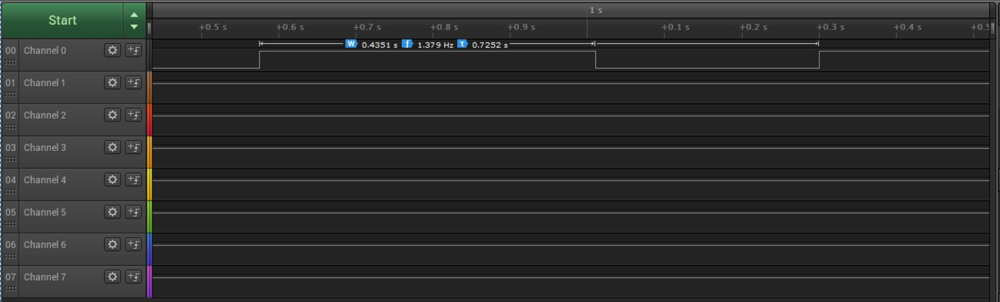 Start
1 s
+0.5 s +0.6 s +0.7 s +0.8 s +0.9 s +0.1 s +0.2 s +0.3 s +0.4 s +0.5
00 Channel 0 W 0.4351 s f 1.379 Hz τ 0.7252 s
01 Channel 1
02 Channel 2
03 Channel 3
04 Channel 4
05 Channel 5
06 Channel 6
07 Channel 7